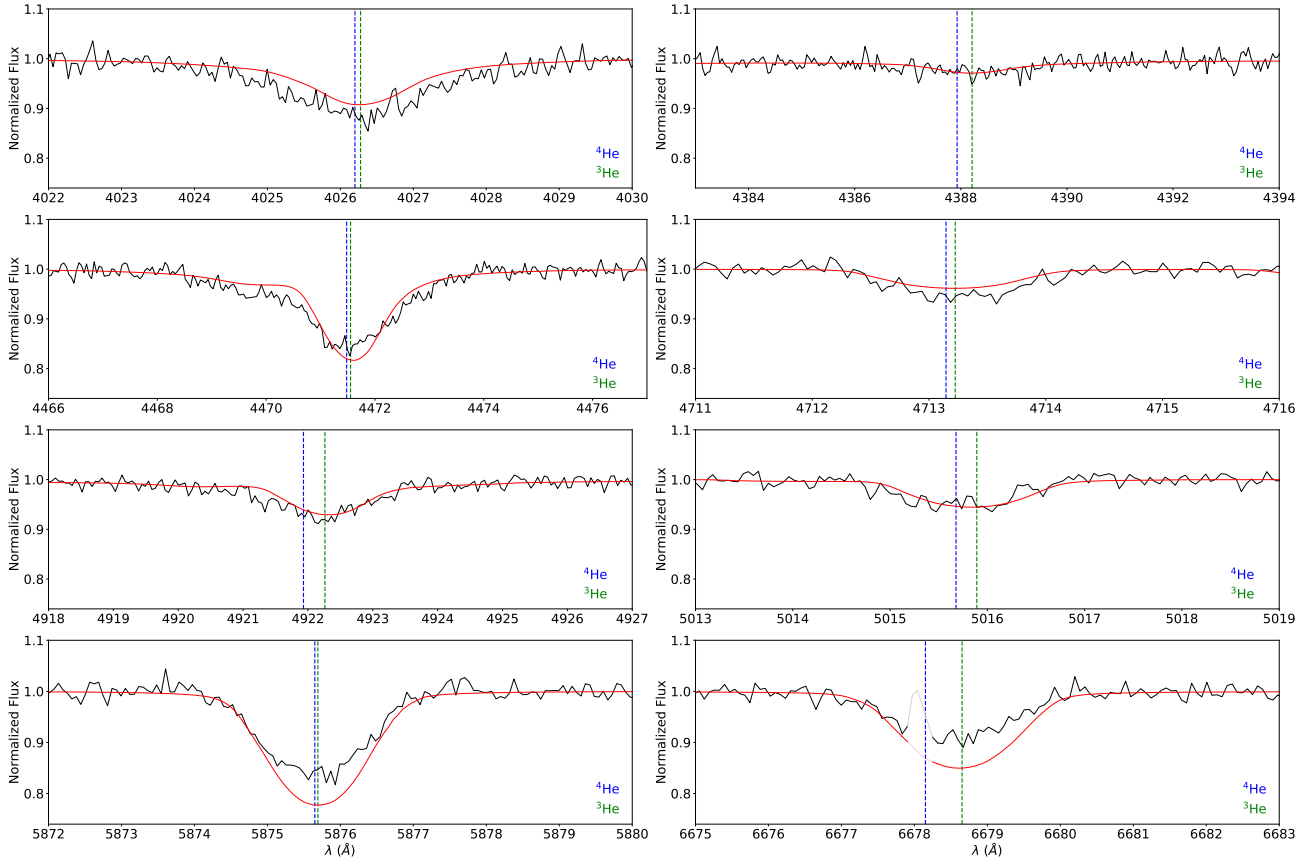 1.1
1.0
0.9
0.8
Normalized Flux
⁴He
³He
4022 4023 4024 4025 4026 4027 4028 4029 4030
1.1
1.0
0.9
0.8
Normalized Flux
⁴He
³He
4384 4386 4388 4390 4392 4394
1.1
1.0
0.9
0.8
Normalized Flux
⁴He
³He
4466 4468 4470 4472 4474 4476
1.1
1.0
0.9
0.8
Normalized Flux
⁴He
³He
4711 4712 4713 4714 4715 4716
1.1
1.0
0.9
0.8
Normalized Flux
⁴He
³He
4918 4919 4920 4921 4922 4923 4924 4925 4926 4927
1.1
1.0
0.9
0.8
Normalized Flux
⁴He
³He
5013 5014 5015 5016 5017 5018 5019
1.1
1.0
0.9
0.8
Normalized Flux
⁴He
³He
5872 5873 5874 5875 5876 5877 5878 5879 5880
λ (Å)
1.1
1.0
0.9
0.8
Normalized Flux
⁴He
³He
6675 6676 6677 6678 6679 6680 6681 6682 6683
λ (Å)